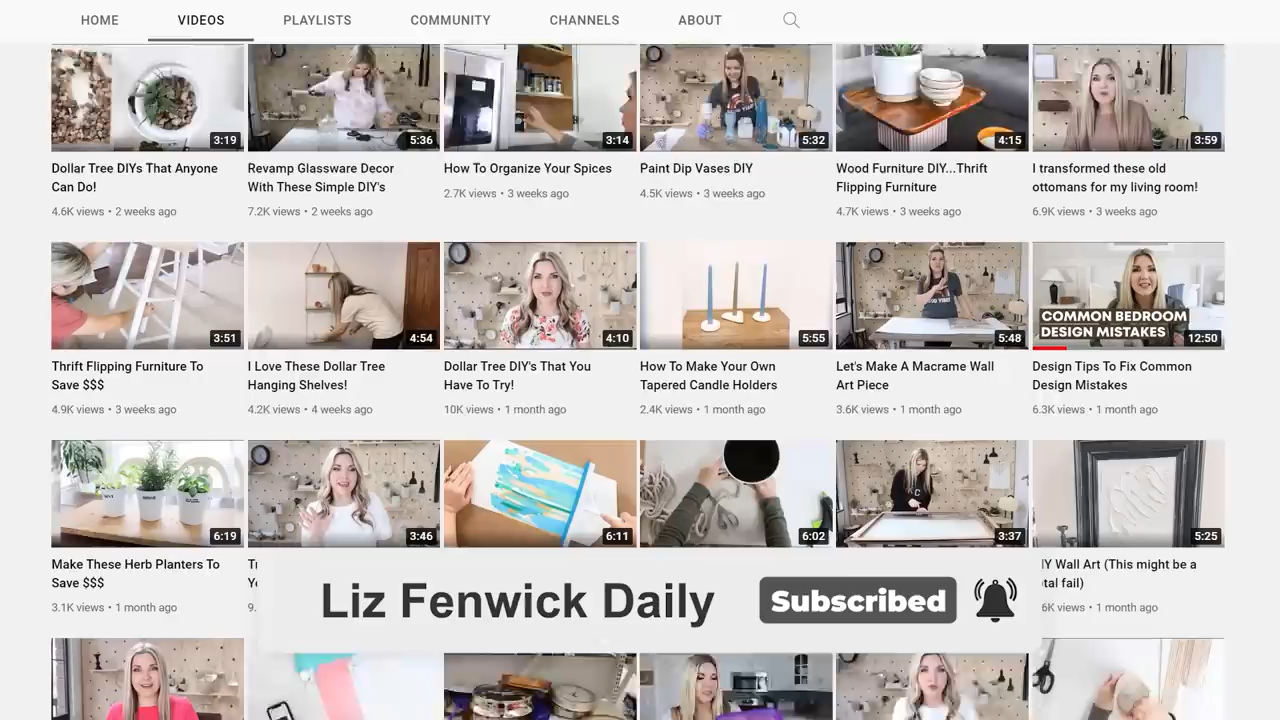 HOME
VIDEOS
PLAYLISTS
COMMUNITY
CHANNELS
ABOUT
3:19
5:36
3:14
5:32
4:15
3:59
Dollar Tree DIYs That Anyone
Can Do!
4.6K views • 2 weeks ago
Revamp Glassware Decor
With These Simple DIY's
7.2K views • 2 weeks ago
How To Organize Your Spices
2.7K views • 3 weeks ago
Paint Dip Vases DIY
4.5K views • 3 weeks ago
Wood Furniture DIY...Thrift
Flipping Furniture
4.7K views • 3 weeks ago
I transformed these old
ottomans for my living room!
6.9K views • 3 weeks ago
3:51
4:54
4:10
5:55
5:48
COMMON BEDROOM
DESIGN MISTAKES
12:50
Thrift Flipping Furniture To
Save $$$
4.9K views • 3 weeks ago
I Love These Dollar Tree
Hanging Shelves!
4.2K views • 4 weeks ago
Dollar Tree DIY's That You
Have To Try!
10K views • 1 month ago
How To Make Your Own
Tapered Candle Holders
2.4K views • 1 month ago
Let's Make A Macrame Wall
Art Piece
3.6K views • 1 month ago
Design Tips To Fix Common
Design Mistakes
6.3K views • 1 month ago
6:19
3:46
6:11
6:02
3:37
5:25
Make These Herb Planters To
Save $$$
3.1K views • 1 month ago
IY Wall Art (This might be a
otal fail)
6K views • 1 month ago
Liz Fenwick Daily
Subscribed